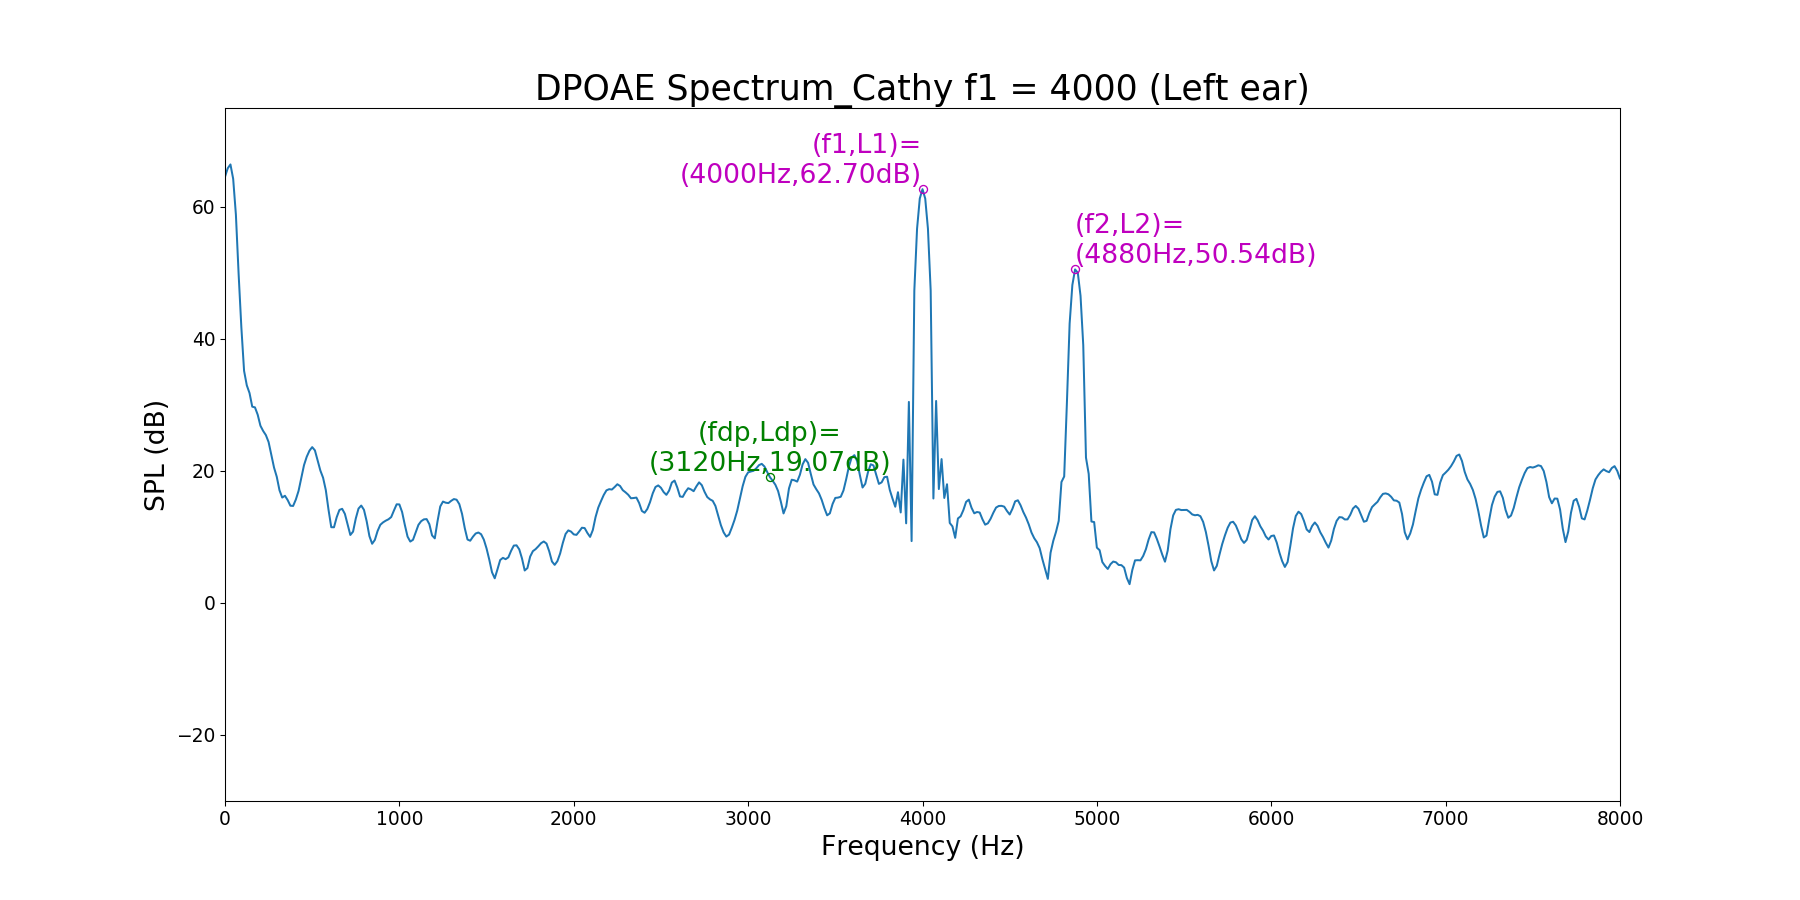 DPOAE Spectrum_Cathy f1 = 4000 (Left ear)
(f1,L1)=
(4000Hz,62.70dB)
(f2,L2)=
(4880Hz,50.54dB)
(fdp,Ldp)=
(3120Hz,19.07dB)
SPL (dB)
60
40
20
0
−20
0 1000 2000 3000 4000 5000 6000 7000 8000
Frequency (Hz)